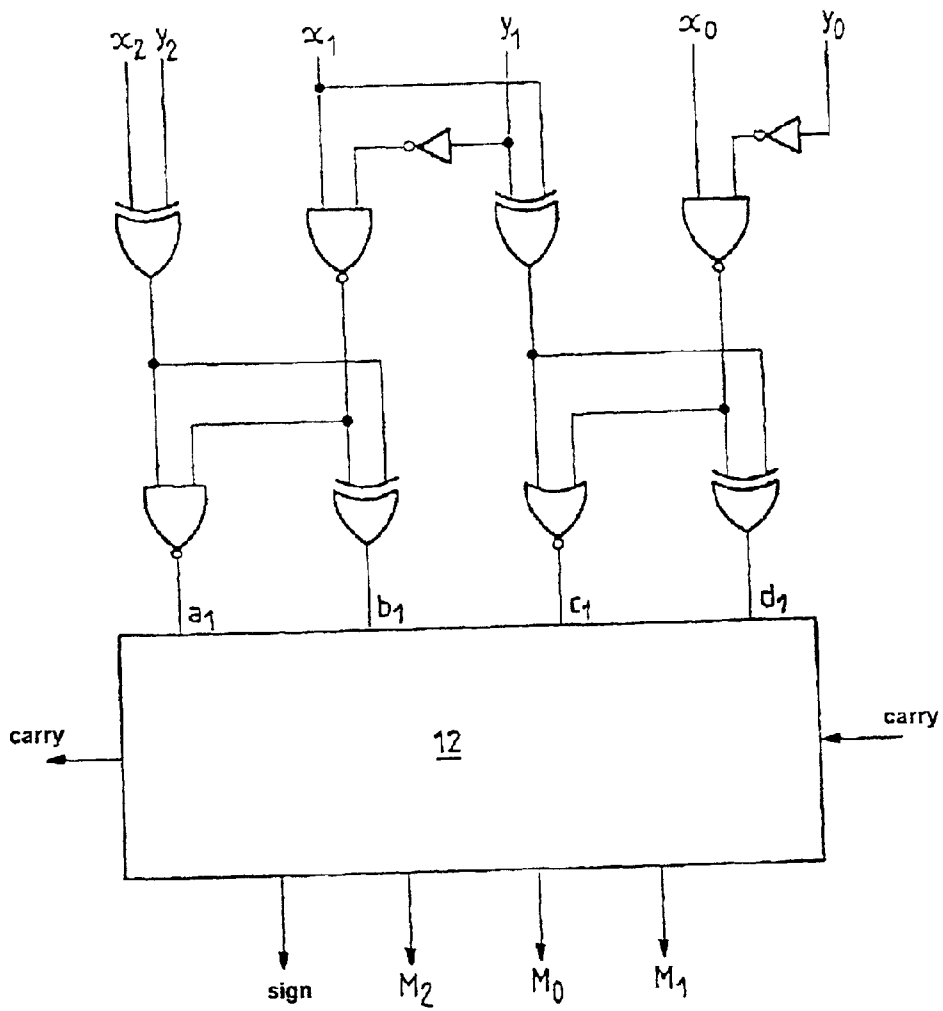 x₂ y₂ x₁ y₁ x₀ y₀
a₁ b₁ c₁ d₁
carry 12 carry
sign M₂ M₀ M₁